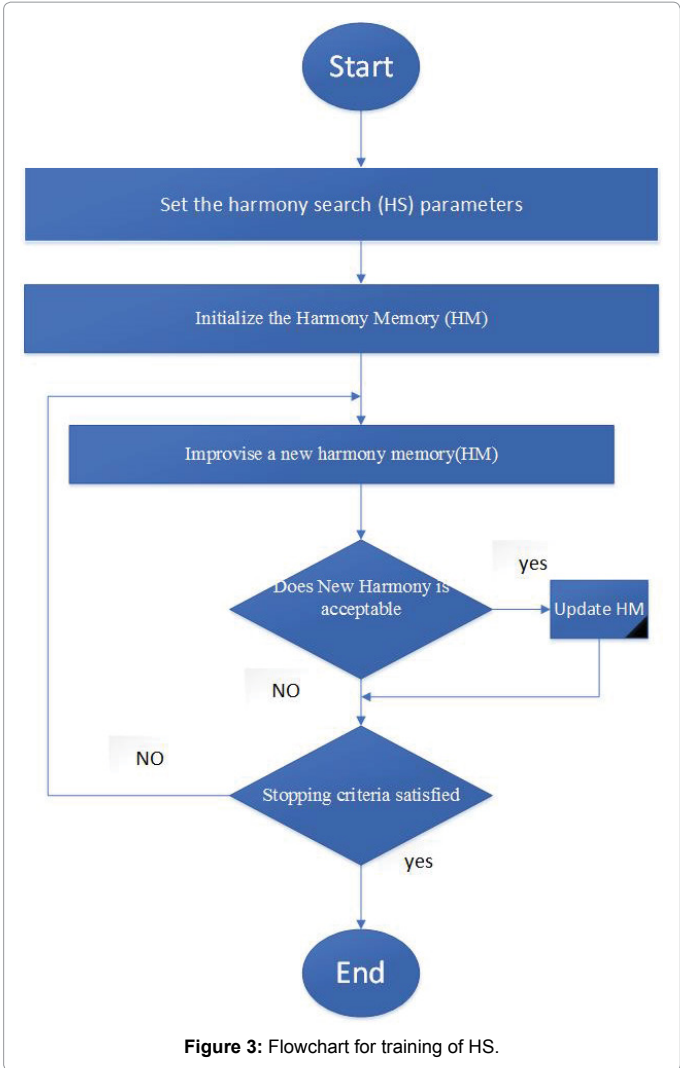 Start
Set the harmony search (HS) parameters
Initialize the Harmony Memory (HM)
Improvise a new harmony memory(HM)
Does New Harmony is
acceptable
yes
Update HM
NO
NO
Stopping criteria satisfied
yes
End
Figure 3: Flowchart for training of HS.